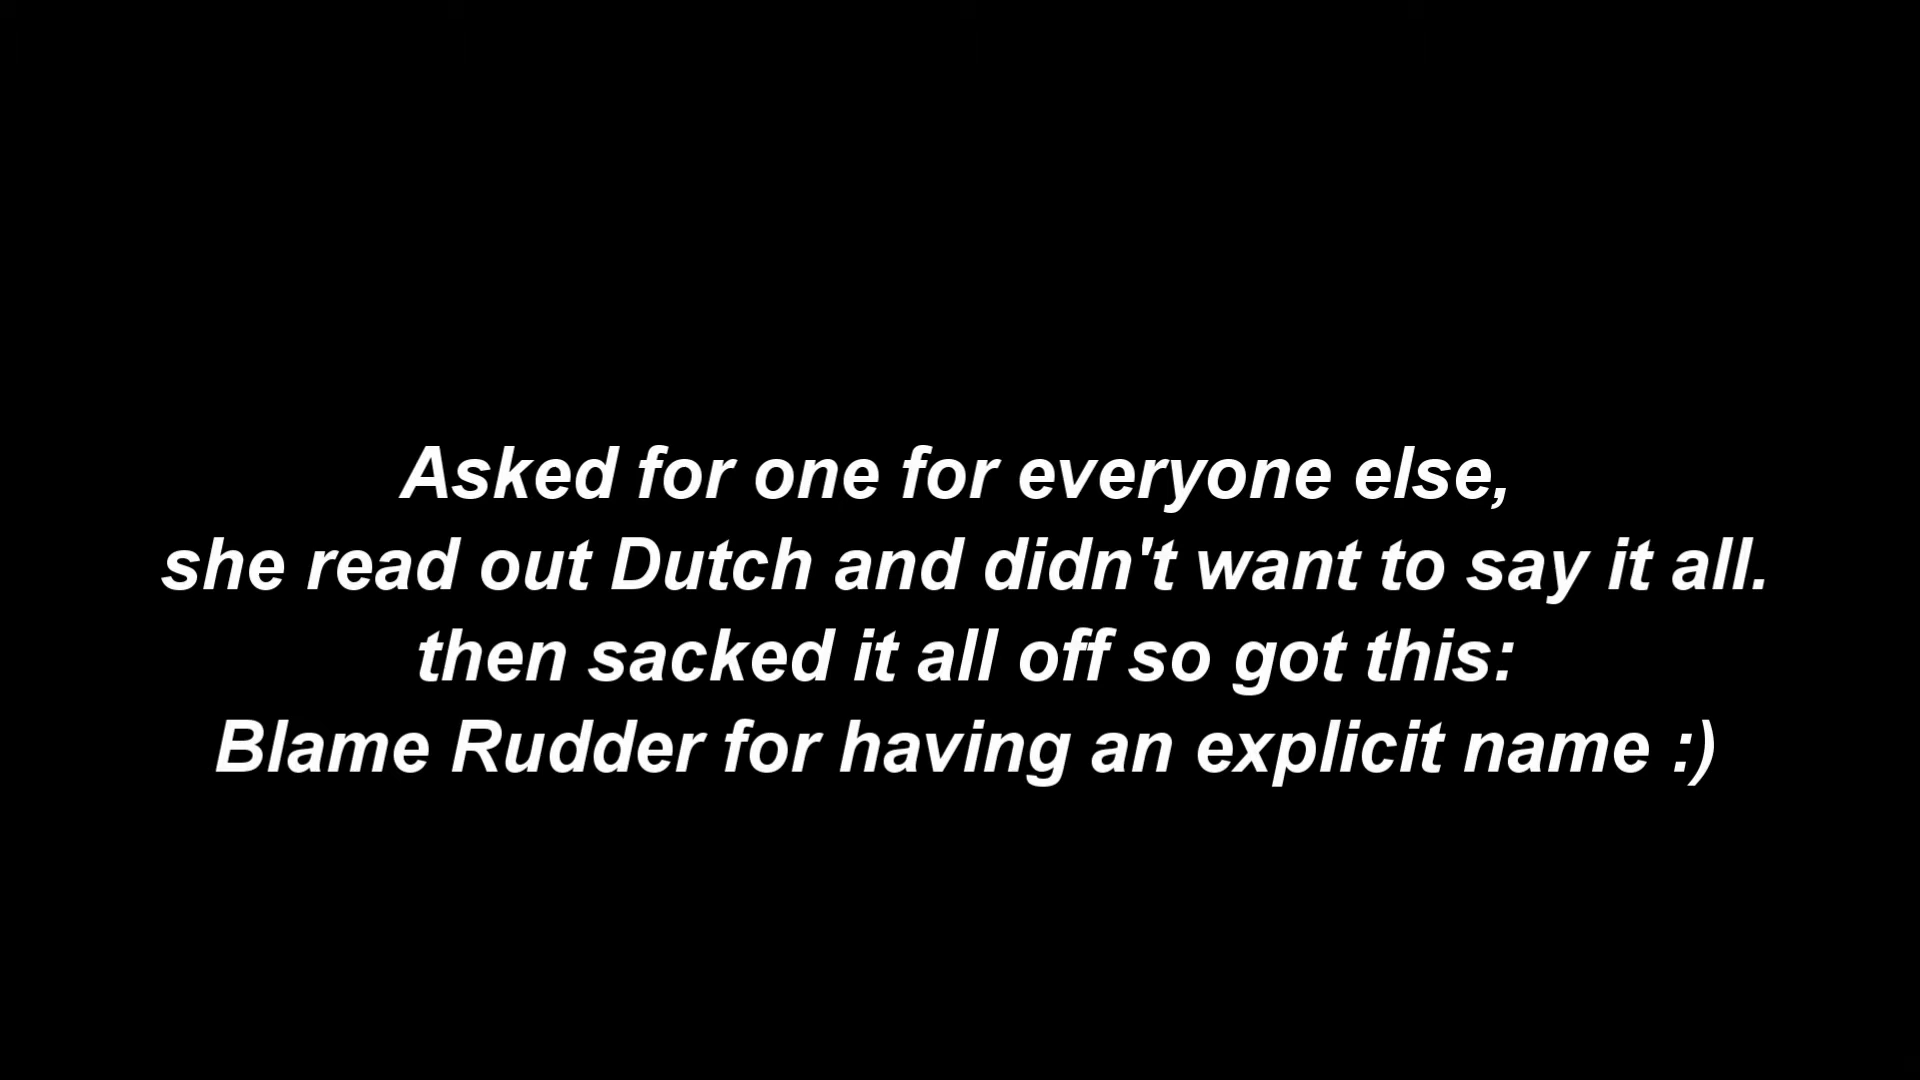 Asked for one for everyone else,
she read out Dutch and didn't want to say it all.
then sacked it all off so got this:
Blame Rudder for having an explicit name :)